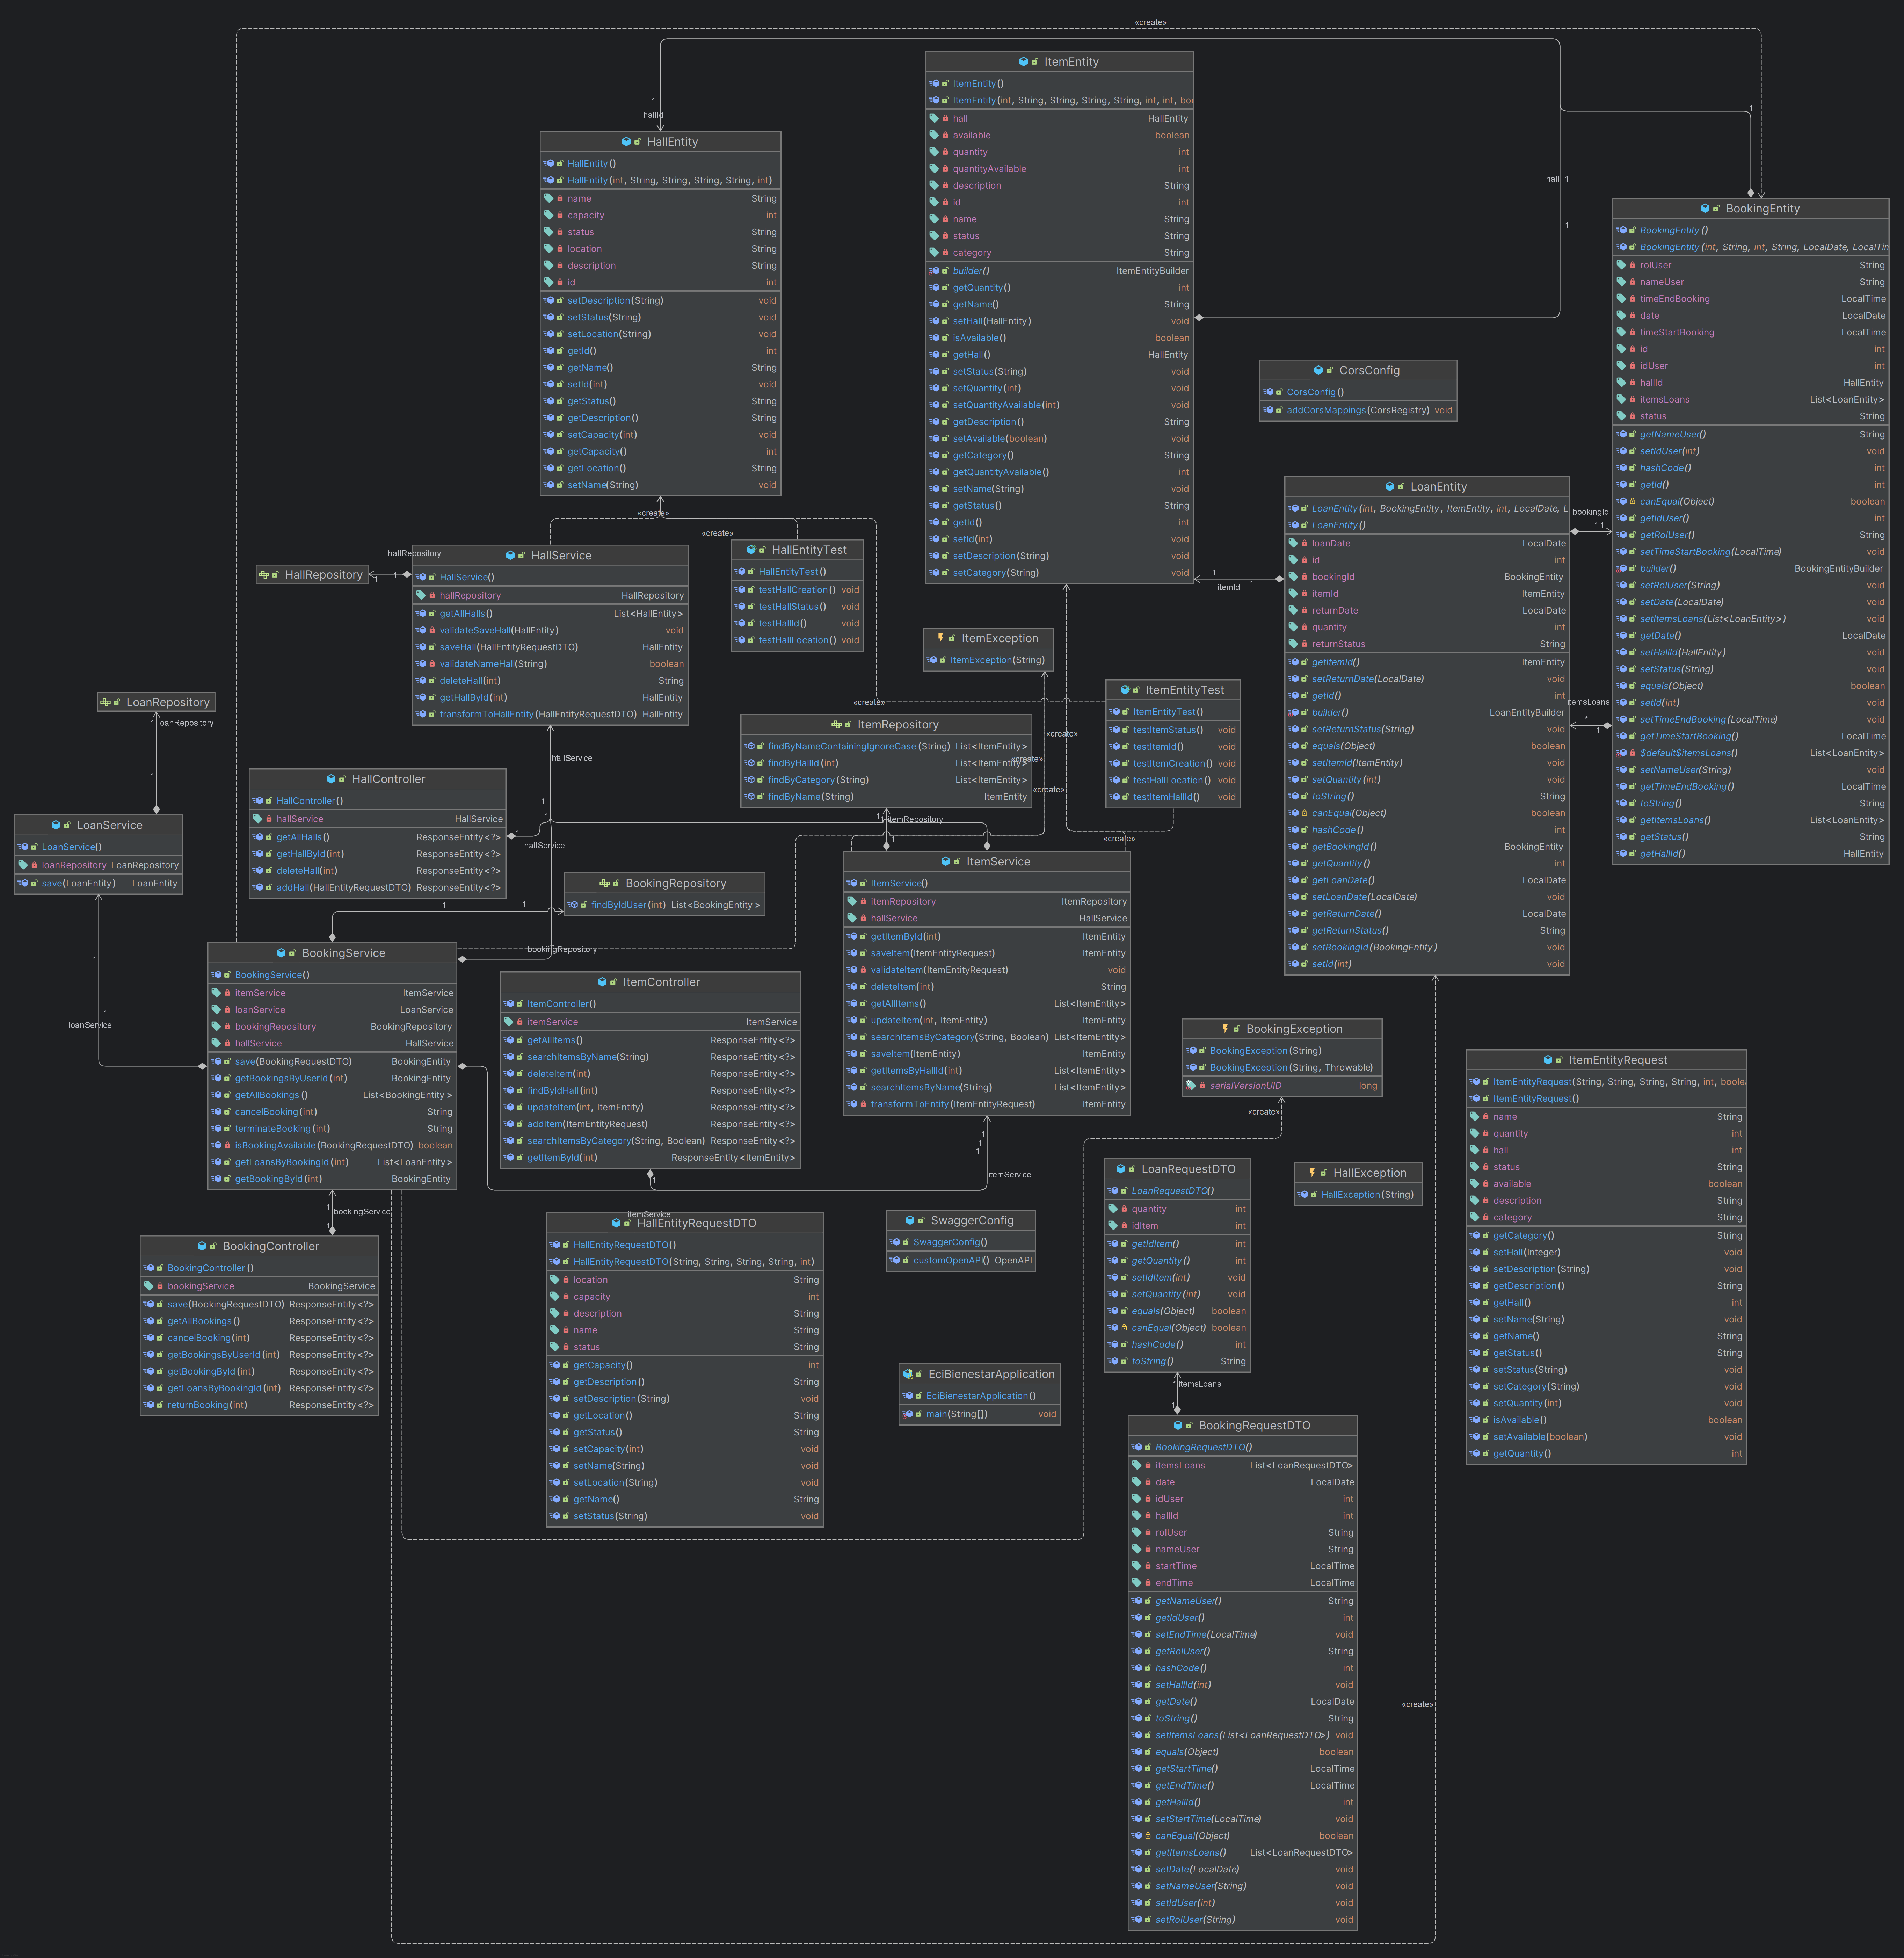 «create»
1
hallId
HallEntity
HallEntity()
HallEntity(int, String, String, String, String, int)
name String
capacity int
status String
location String
description String
id int
setDescription(String) void
setStatus(String) void
setLocation(String) void
getId() int
getName() String
setId(int) void
getStatus() String
getDescription() String
setCapacity(int) void
getCapacity() int
getLocation() String
setName(String) void
ItemEntity
ItemEntity()
ItemEntity(int, String, String, String, String, int, int, boo
hall HallEntity
available boolean
quantity int
quantityAvailable int
description String
id int
name String
status String
category String
builder() ItemEntityBuilder
getQuantity() int
getName() String
setHall(HallEntity) void
isAvailable() boolean
getHall() HallEntity
setStatus(String) void
setQuantity(int) void
setQuantityAvailable(int) void
getDescription() String
setAvailable(boolean) void
getCategory() String
getQuantityAvailable() int
setName(String) void
getStatus() String
getId() int
setId(int) void
setDescription(String) void
setCategory(String) void
hall 1
1
1
BookingEntity
BookingEntity()
BookingEntity(int, String, int, String, LocalDate, LocalTim
rolUser String
nameUser String
timeEndBooking LocalTime
date LocalDate
timeStartBooking LocalTime
id int
idUser int
hallId HallEntity
itemsLoans List<LoanEntity>
status String
getNameUser() String
setIdUser(int) void
hashCode() int
getId() int
canEqual(Object) boolean
getIdUser() int
getRolUser() String
setTimeStartBooking(LocalTime) void
builder() BookingEntityBuilder
setRolUser(String) void
setDate(LocalDate) void
setItemsLoans(List<LoanEntity>) void
getDate() LocalDate
setHallId(HallEntity) void
setStatus(String) void
equals(Object) boolean
setId(int) void
setTimeEndBooking(LocalTime) void
getTimeStartBooking() LocalTime
$default$itemsLoans() List<LoanEntity>
setNameUser(String) void
getTimeEndBooking() LocalTime
toString() String
getItemsLoans() List<LoanEntity>
getStatus() String
getHallId() HallEntity
CorsConfig
CorsConfig()
addCorsMappings(CorsRegistry) void
LoanEntity
LoanEntity(int, BookingEntity, ItemEntity, int, LocalDate, L
LoanEntity()
loanDate LocalDate
id int
bookingId BookingEntity
itemId ItemEntity
returnDate LocalDate
quantity int
returnStatus String
getItemId() ItemEntity
setReturnDate(LocalDate) void
getId() int
builder() LoanEntityBuilder
setReturnStatus(String) void
equals(Object) boolean
setItemId(ItemEntity) void
setQuantity(int) void
toString() String
canEqual(Object) boolean
hashCode() int
getBookingId() BookingEntity
getQuantity() int
getLoanDate() LocalDate
setLoanDate(LocalDate) void
getReturnDate() LocalDate
getReturnStatus() String
setBookingId(BookingEntity) void
setId(int) void
bookingId
1 1
itemsLoans
*
1
1
itemId
1
«create»
«create»
HallService
HallService()
hallRepository HallRepository
getAllHalls() List<HallEntity>
validateSaveHall(HallEntity) void
saveHall(HallEntityRequestDTO) HallEntity
validateNameHall(String) boolean
deleteHall(int) String
getHallById(int) HallEntity
transformToHallEntity(HallEntityRequestDTO) HallEntity
hallRepository
1
1
HallRepository
HallEntityTest
HallEntityTest()
testHallCreation() void
testHallStatus() void
testHallId() void
testHallLocation() void
ItemException
ItemException(String)
ItemEntityTest
ItemEntityTest()
testItemStatus() void
testItemId() void
testItemCreation() void
testHallLocation() void
testItemHallId() void
«create»
«create»
«create»
«create»
«create»
ItemRepository
findByNameContainingIgnoreCase(String) List<ItemEntity>
findByHallId(int) List<ItemEntity>
findByCategory(String) List<ItemEntity>
findByName(String) ItemEntity
LoanRepository
1
loanRepository
1
LoanService
LoanService()
loanRepository LoanRepository
save(LoanEntity) LoanEntity
HallController
HallController()
hallService HallService
getAllHalls() ResponseEntity<?>
getHallById(int) ResponseEntity<?>
deleteHall(int) ResponseEntity<?>
addHall(HallEntityRequestDTO) ResponseEntity<?>
hallService
1
1
1
hallService
1
itemRepository
1
BookingRepository
findByIdUser(int) List<BookingEntity>
1
1
bookingRepository
ItemService
ItemService()
itemRepository ItemRepository
hallService HallService
getItemById(int) ItemEntity
saveItem(ItemEntityRequest) ItemEntity
validateItem(ItemEntityRequest) void
deleteItem(int) String
getAllItems() List<ItemEntity>
updateItem(int, ItemEntity) ItemEntity
searchItemsByCategory(String, Boolean) List<ItemEntity>
saveItem(ItemEntity) ItemEntity
getItemsByHallId(int) List<ItemEntity>
searchItemsByName(String) List<ItemEntity>
transformToEntity(ItemEntityRequest) ItemEntity
BookingService
BookingService()
itemService ItemService
loanService LoanService
bookingRepository BookingRepository
hallService HallService
save(BookingRequestDTO) BookingEntity
getBookingsByUserId(int) BookingEntity
getAllBookings() List<BookingEntity>
cancelBooking(int) String
terminateBooking(int) String
isBookingAvailable(BookingRequestDTO) boolean
getLoansByBookingId(int) List<LoanEntity>
getBookingById(int) BookingEntity
1
1
loanService
ItemController
ItemController()
itemService ItemService
getAllItems() ResponseEntity<?>
searchItemsByName(String) ResponseEntity<?>
deleteItem(int) ResponseEntity<?>
findByIdHall(int) ResponseEntity<?>
updateItem(int, ItemEntity) ResponseEntity<?>
addItem(ItemEntityRequest) ResponseEntity<?>
searchItemsByCategory(String, Boolean) ResponseEntity<?>
getItemById(int) ResponseEntity<ItemEntity>
1
1
1
itemService
1
itemService
BookingException
BookingException(String)
BookingException(String, Throwable)
serialVersionUID long
«create»
ItemEntityRequest
ItemEntityRequest(String, String, String, String, int, boolea
ItemEntityRequest()
name String
quantity int
hall int
status String
available boolean
description String
category String
getCategory() String
setHall(Integer) void
setDescription(String) void
getDescription() String
getHall() int
setName(String) void
getName() String
getStatus() String
setStatus(String) void
setCategory(String) void
setQuantity(int) void
isAvailable() boolean
setAvailable(boolean) void
getQuantity() int
1
bookingService
1
BookingController
BookingController()
bookingService BookingService
save(BookingRequestDTO) ResponseEntity<?>
getAllBookings() ResponseEntity<?>
cancelBooking(int) ResponseEntity<?>
getBookingsByUserId(int) ResponseEntity<?>
getBookingById(int) ResponseEntity<?>
getLoansByBookingId(int) ResponseEntity<?>
returnBooking(int) ResponseEntity<?>
HallEntityRequestDTO
HallEntityRequestDTO()
HallEntityRequestDTO(String, String, String, String, int)
location String
capacity int
description String
name String
status String
getCapacity() int
getDescription() String
setDescription(String) void
getLocation() String
getStatus() String
setCapacity(int) void
setName(String) void
setLocation(String) void
getName() String
setStatus(String) void
SwaggerConfig
SwaggerConfig()
customOpenAPI() OpenAPI
EciBienestarApplication
EciBienestarApplication()
main(String[]) void
LoanRequestDTO
LoanRequestDTO()
quantity int
idItem int
getIdItem() int
getQuantity() int
setIdItem(int) void
setQuantity(int) void
equals(Object) boolean
canEqual(Object) boolean
hashCode() int
toString() String
HallException
HallException(String)
* itemsLoans
1
BookingRequestDTO
BookingRequestDTO()
itemsLoans List<LoanRequestDTO>
date LocalDate
idUser int
hallId int
rolUser String
nameUser String
startTime LocalTime
endTime LocalTime
getNameUser() String
getIdUser() int
setEndTime(LocalTime) void
getRolUser() String
hashCode() int
setHallId(int) void
getDate() LocalDate
toString() String
setItemsLoans(List<LoanRequestDTO>) void
equals(Object) boolean
getStartTime() LocalTime
getEndTime() LocalTime
getHallId() int
setStartTime(LocalTime) void
canEqual(Object) boolean
getItemsLoans() List<LoanRequestDTO>
setDate(LocalDate) void
setNameUser(String) void
setIdUser(int) void
setRolUser(String) void
«create»